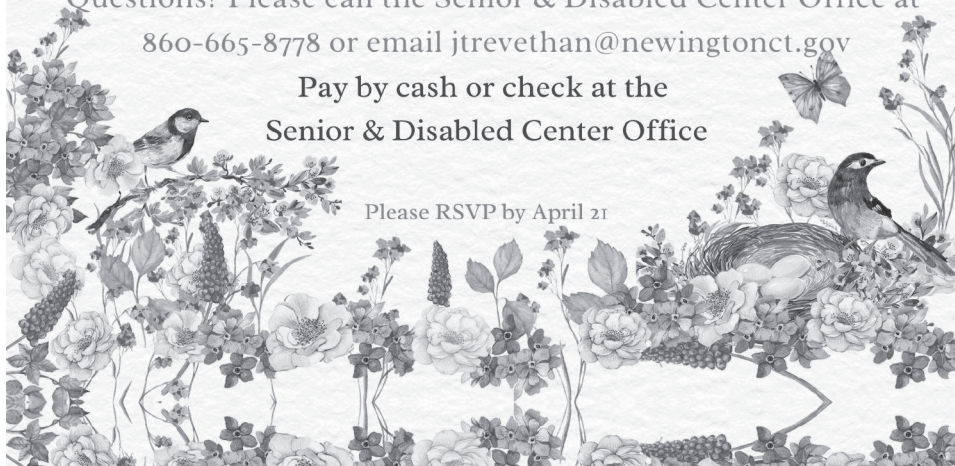 Questions? Please call the Senior & Disabled Center Office at
860-665-8778 or email jtrevethan@newingtonct.gov
Pay by cash or check at the
Senior & Disabled Center Office
Please RSVP by April 21